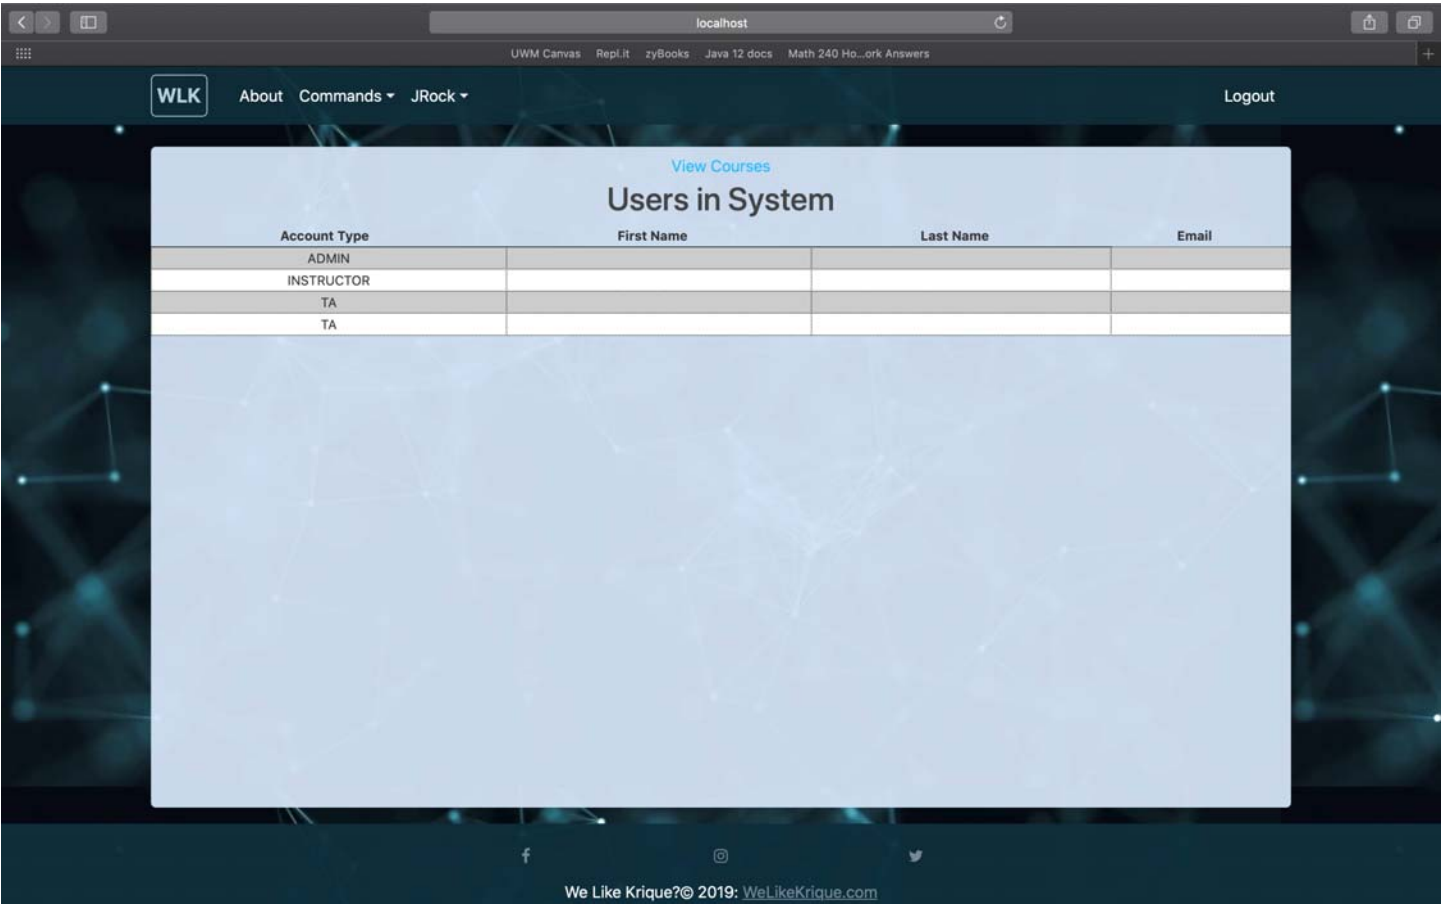 localhost
UWM Canvas Repl.it zyBooks Java 12 docs Math 240 Ho...ork Answers
WLK About Commands JRock Logout
View Courses
Users in System
Account Type First Name Last Name Email
ADMIN
INSTRUCTOR
TA
TA
We Like Krique?© 2019: WeLikeKrique.com